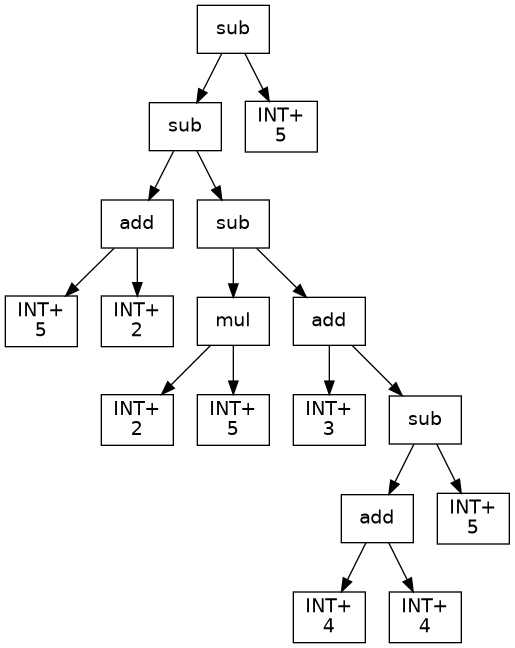 sub
sub
INT+
5
add
sub
INT+
5
INT+
2
mul
add
INT+
2
INT+
5
INT+
3
sub
add
INT+
5
INT+
4
INT+
4